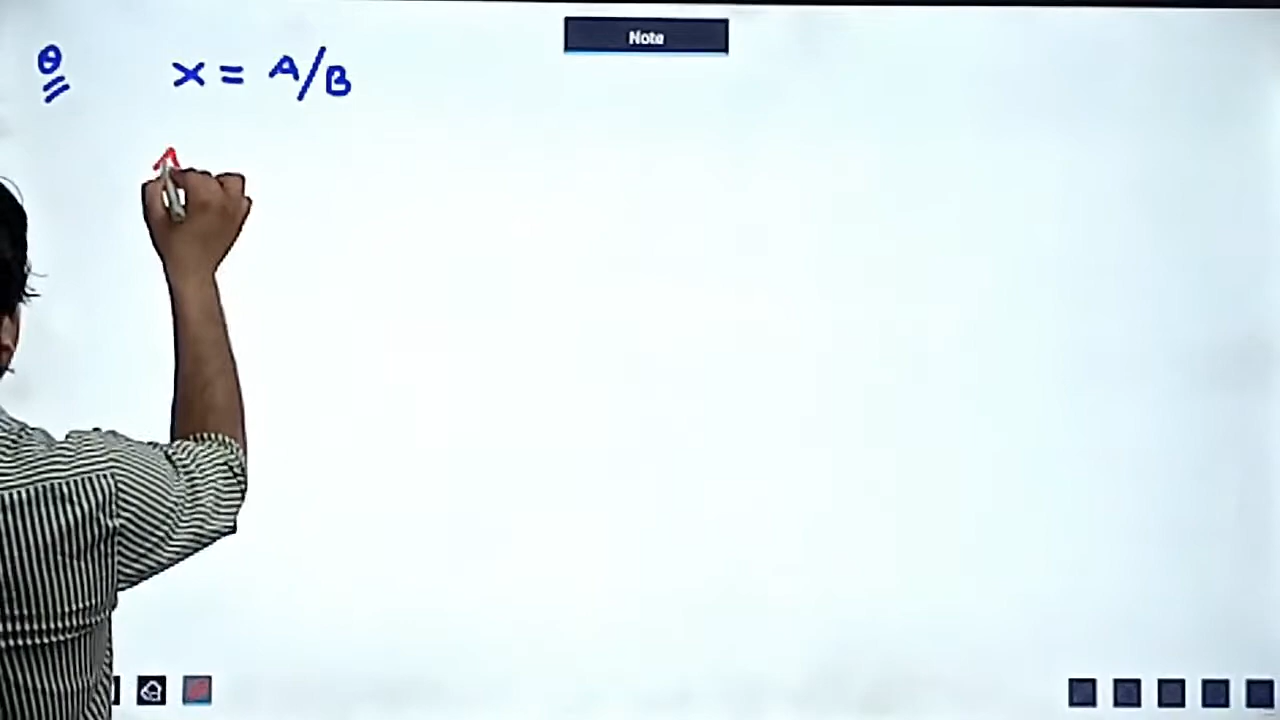 Note
Q x = A/B